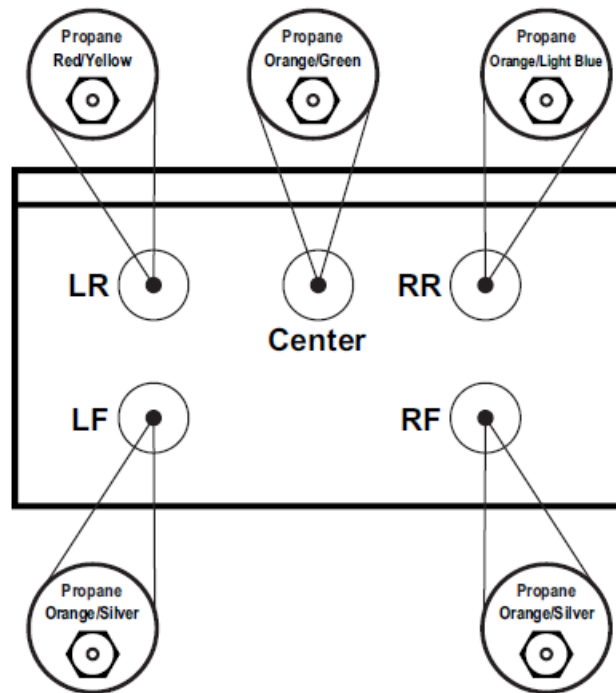 Propane
Red/Yellow
Propane
Orange/Green
Propane
Orange/Light Blue
LR
RR
Center
LF
RF
Propane
Orange/Silver
Propane
Orange/Silver